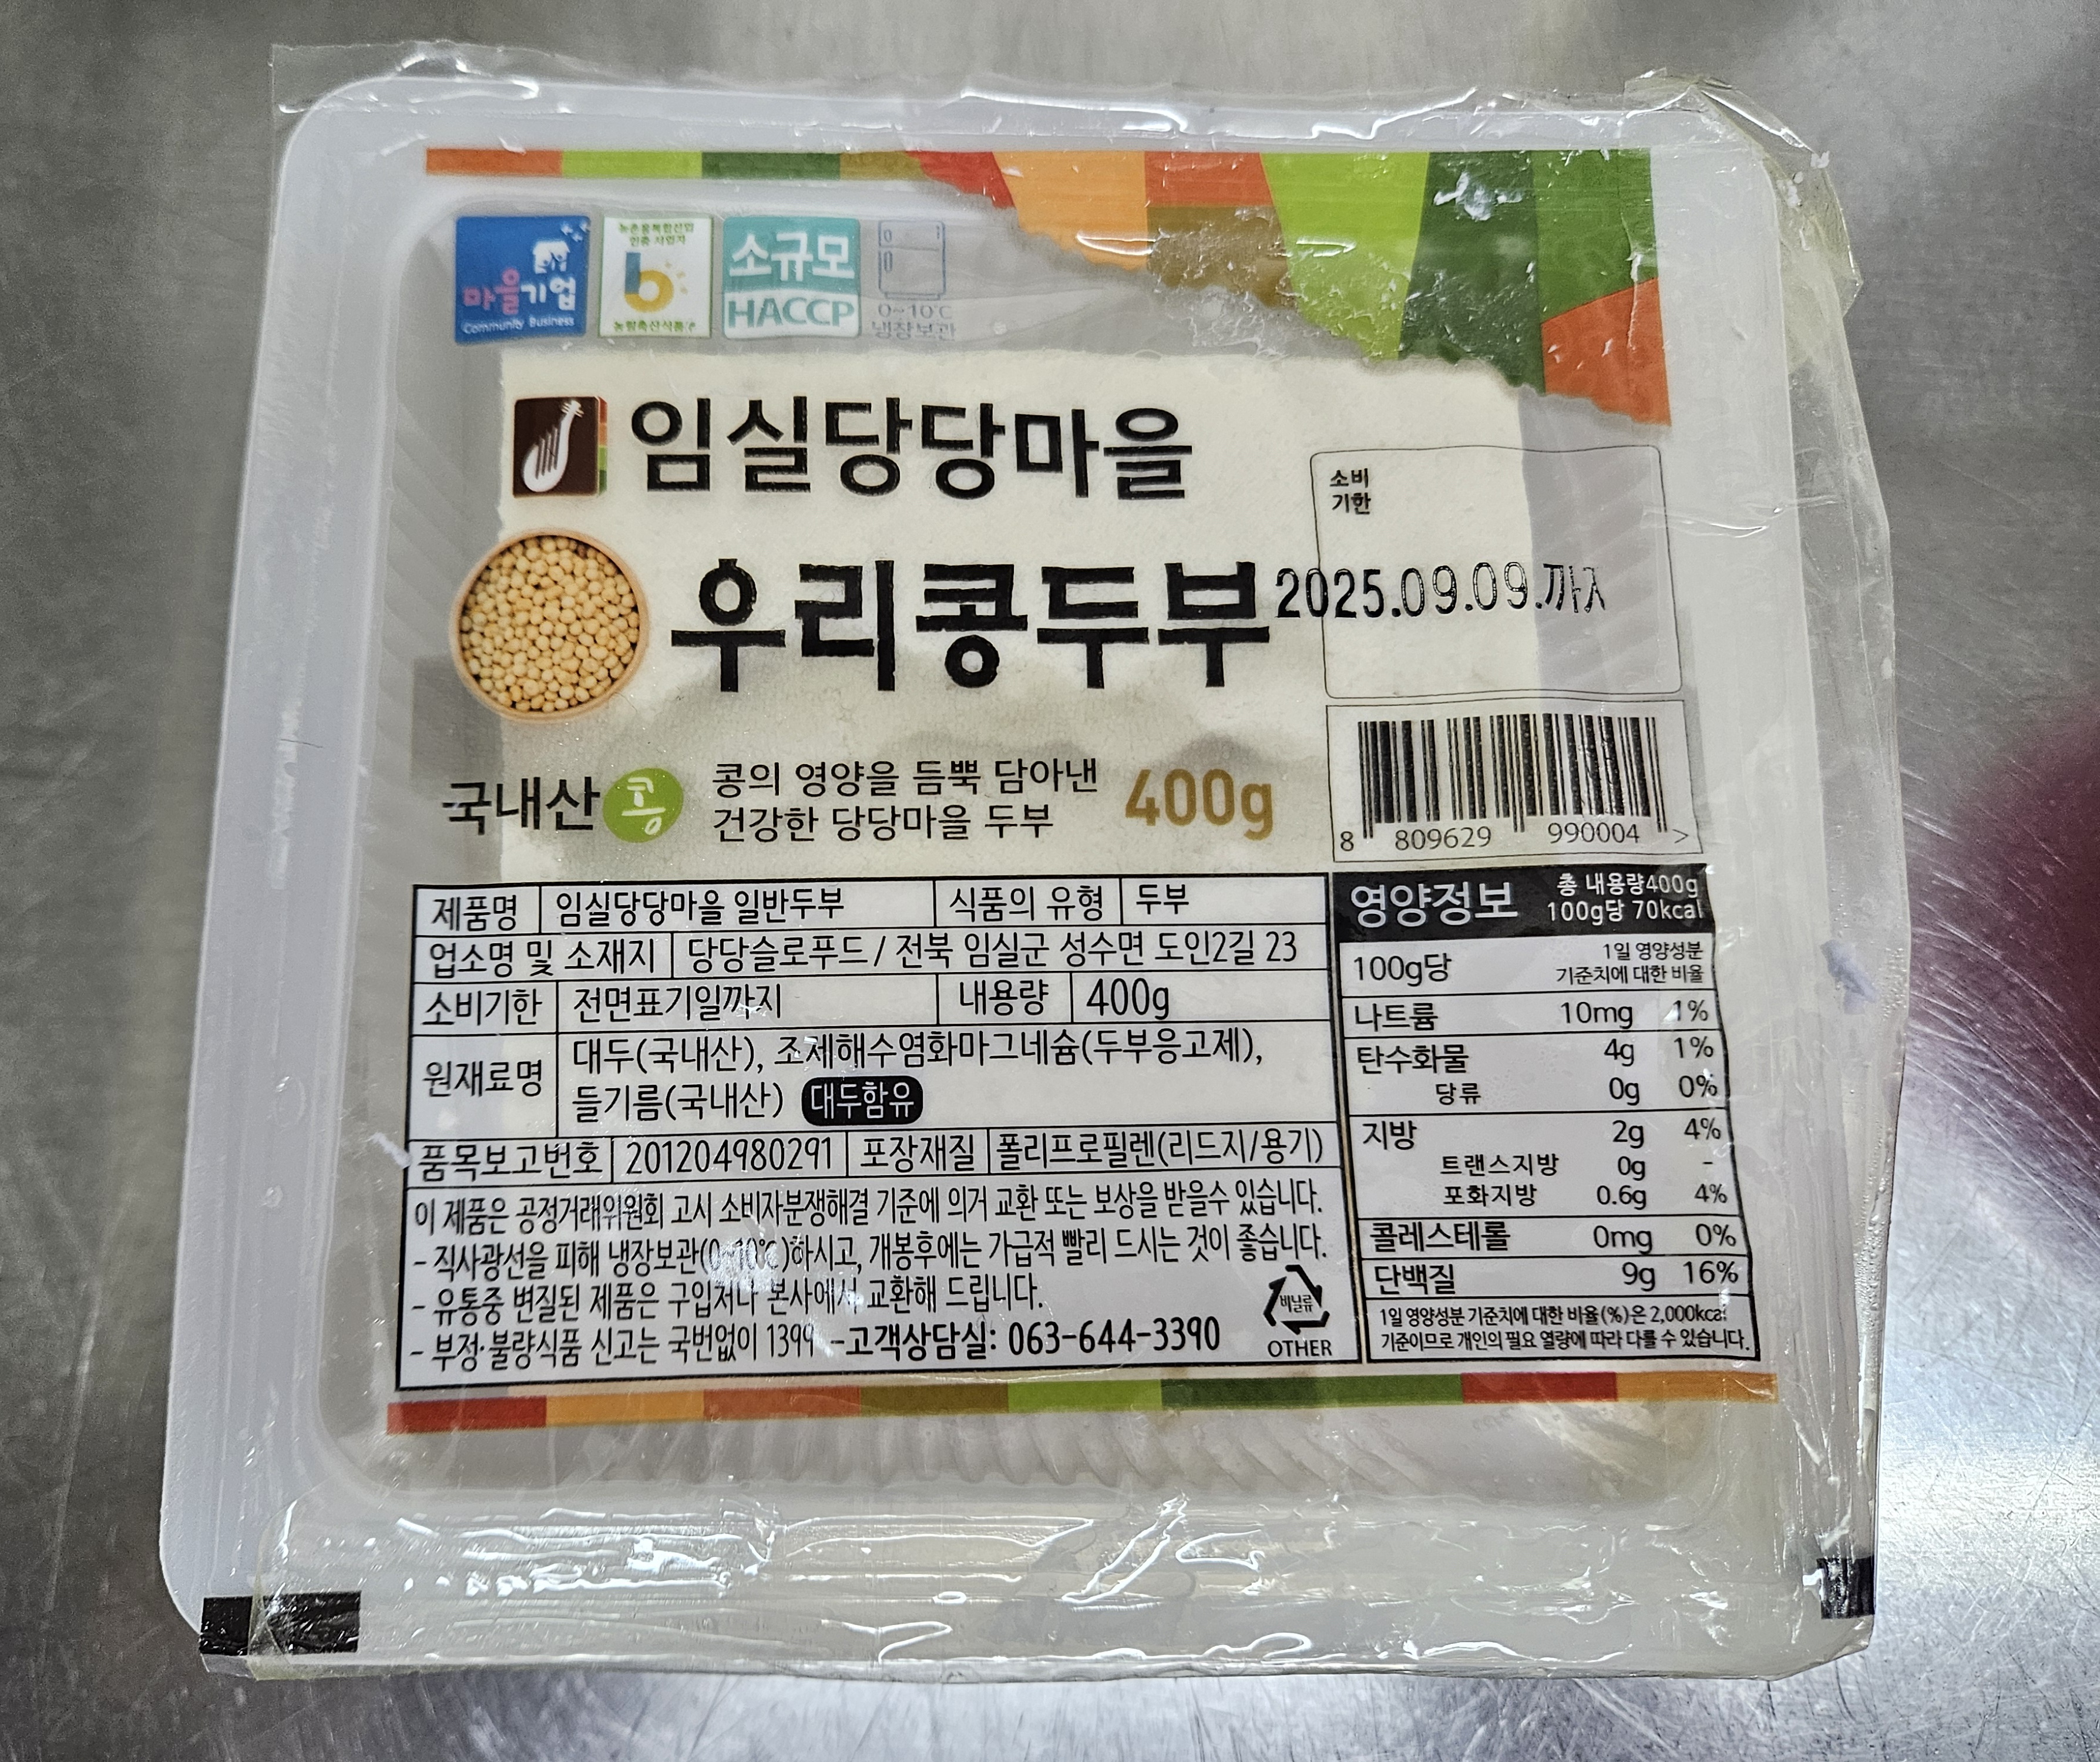 마을기업
Community Business
농촌융복합산업
인증 사업자
농림축산식품부
소규모
HACCP
0~10℃
냉장보관
임실당당마을
소비
기한
우리콩두부
2025.09.09.까지
국내산 콩
콩의 영양을 듬뿍 담아낸
건강한 당당마을 두부
400g
8 809629 990004 >
제품명 임실당당마을 일반두부 식품의 유형 두부
업소명 및 소재지 당당슬로푸드 / 전북 임실군 성수면 도인2길 23
소비기한 전면표기일까지 내용량 400g
원재료명 대두(국내산), 조제해수염화마그네슘(두부응고제),
들기름(국내산) 대두함유
품목보고번호 201204980291 포장재질 폴리프로필렌(리드지/용기)
이 제품은 공정거래위원회 고시 소비자분쟁해결 기준에 의거 교환 또는 보상을 받을수 있습니다.
- 직사광선을 피해 냉장보관(0~10℃)하시고, 개봉후에는 가급적 빨리 드시는 것이 좋습니다.
- 유통중 변질된 제품은 구입처나 본사에서 교환해 드립니다.
- 부정·불량식품 신고는 국번없이 1399 -고객상담실: 063-644-3390
비닐류
OTHER
영양정보 총 내용량400g
100g당 70kcal
100g당 1일 영양성분
기준치에 대한 비율
나트륨 10mg 1%
탄수화물 4g 1%
당류 0g 0%
지방 2g 4%
트랜스지방 0g -
포화지방 0.6g 4%
콜레스테롤 0mg 0%
단백질 9g 16%
1일 영양성분 기준치에 대한 비율(%)은 2,000kcal
기준이므로 개인의 필요 열량에 따라 다를 수 있습니다.